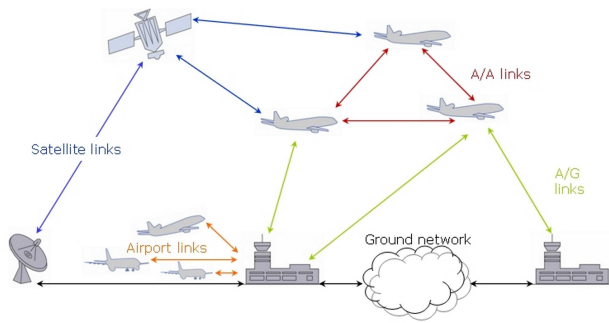 A/A links
Satellite links
A/G
links
Airport links
Ground network